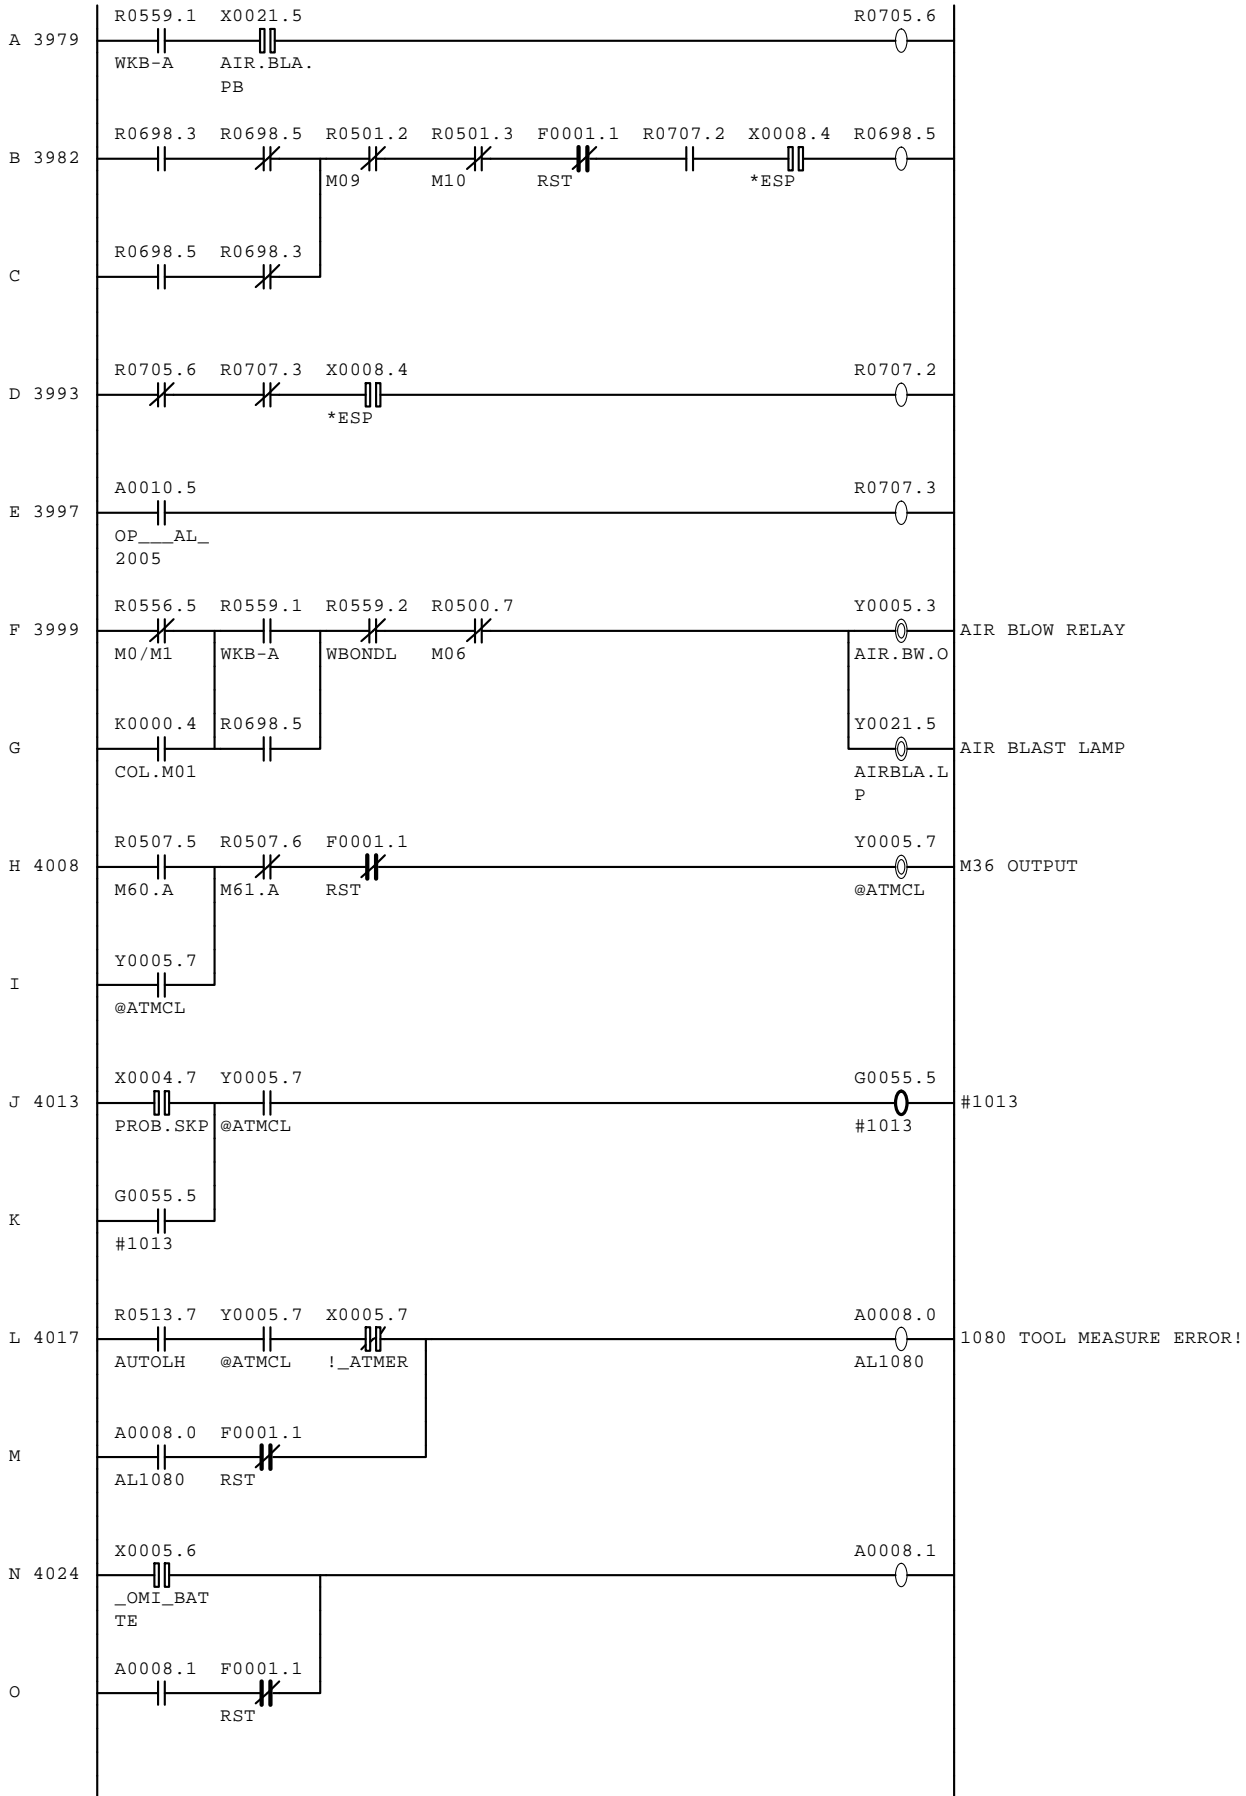 R0559.1 X0021.5 R0705.6
A 3979
WKB-A AIR.BLA.
PB
R0698.3 R0698.5 R0501.2 R0501.3 F0001.1 R0707.2 X0008.4 R0698.5
B 3982
M09 M10 RST *ESP
R0698.5 R0698.3
C
R0705.6 R0707.3 X0008.4 R0707.2
D 3993
*ESP
A0010.5 R0707.3
E 3997
OP___AL_
2005
R0556.5 R0559.1 R0559.2 R0500.7 Y0005.3
F 3999 AIR BLOW RELAY
M0/M1 WKB-A WBONDL M06 AIR.BW.O
K0000.4 R0698.5 Y0021.5
G AIR BLAST LAMP
COL.M01 AIRBLA.L
P
R0507.5 R0507.6 F0001.1 Y0005.7
H 4008 M36 OUTPUT
M60.A M61.A RST @ATMCL
Y0005.7
I
@ATMCL
X0004.7 Y0005.7 G0055.5
J 4013 #1013
PROB.SKP @ATMCL #1013
G0055.5
K
#1013
R0513.7 Y0005.7 X0005.7 A0008.0
L 4017 1080 TOOL MEASURE ERROR!
AUTOLH @ATMCL !_ATMER AL1080
A0008.0 F0001.1
M
AL1080 RST
X0005.6 A0008.1
N 4024
_OMI_BAT
TE
A0008.1 F0001.1
O
RST